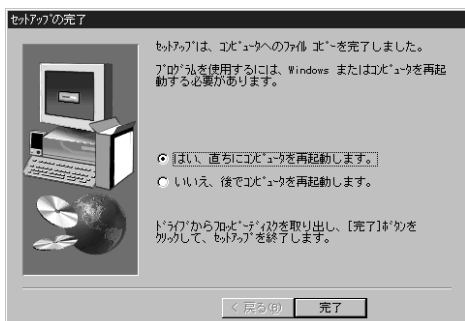 ｾｯﾄｱｯﾌﾟの完了
ｾｯﾄｱｯﾌﾟは、ｺﾝﾋﾟｭｰﾀへのﾌｧｲﾙ ｺﾋﾟｰを完了しました。
ﾌﾟﾛｸﾞﾗﾑを使用するには、Windows またはｺﾝﾋﾟｭｰﾀを再起
動する必要があります。
はい、直ちにｺﾝﾋﾟｭｰﾀを再起動します。
いいえ、後でｺﾝﾋﾟｭｰﾀを再起動します。
ﾄﾞﾗｲﾌﾞからﾌﾛｯﾋﾟｰﾃﾞｨｽｸを取り出し、[完了]ﾎﾞﾀﾝを
ｸﾘｯｸして、ｾｯﾄｱｯﾌﾟを終了します。
< 戻る(B)
完了